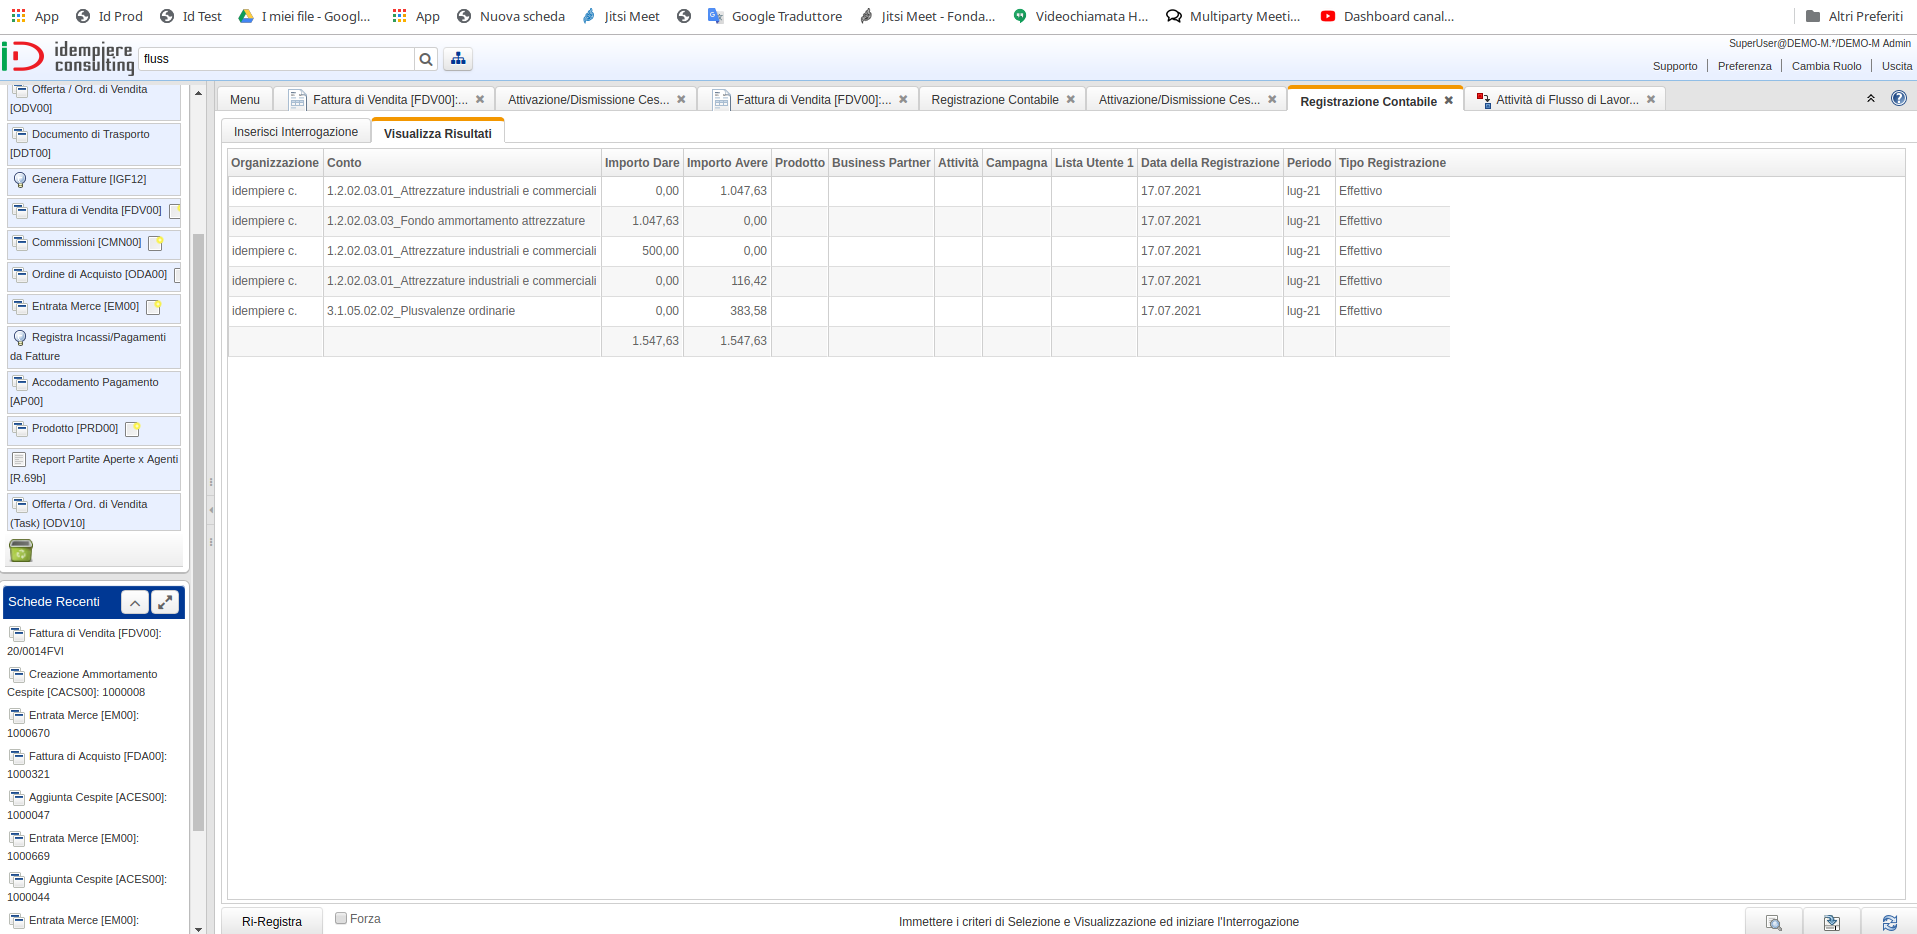 App
Id Prod
Id Test
I miei file - Googl...
App
Nuova scheda
Jitsi Meet
Google Traduttore
Jitsi Meet - Fonda...
Videochiamata H...
Multiparty Meeti...
Dashboard canal...
Altri Preferiti
iD idempiere
consulting
fluss
SuperUser@DEMO-M.*/DEMO-M Admin
Supporto
Preferenza
Cambia Ruolo
Uscita
Offerta / Ord. di Vendita
[ODV00]
Documento di Trasporto
[DDT00]
Genera Fatture [IGF12]
Fattura di Vendita [FDV00]
Commissioni [CMN00]
Ordine di Acquisto [ODA00]
Entrata Merce [EM00]
Registra Incassi/Pagamenti
da Fatture
Accodamento Pagamento
[AP00]
Prodotto [PRD00]
Report Partite Aperte x Agenti
[R.69b]
Offerta / Ord. di Vendita
(Task) [ODV10]
Schede Recenti
Fattura di Vendita [FDV00]:
20/0014FVI
Creazione Ammortamento
Cespite [CACS00]: 1000008
Entrata Merce [EM00]:
1000670
Fattura di Acquisto [FDA00]:
1000321
Aggiunta Cespite [ACES00]:
1000047
Entrata Merce [EM00]:
1000669
Aggiunta Cespite [ACES00]:
1000044
Entrata Merce [EM00]:
Menu
Fattura di Vendita [FDV00]:...
Attivazione/Dismissione Ces...
Fattura di Vendita [FDV00]:...
Registrazione Contabile
Attivazione/Dismissione Ces...
Registrazione Contabile
Attività di Flusso di Lavor...
Inserisci Interrogazione
Visualizza Risultati
Organizzazione Conto Importo Dare Importo Avere Prodotto Business Partner Attività Campagna Lista Utente 1 Data della Registrazione Periodo Tipo Registrazione
idempiere c. 1.2.02.03.01_Attrezzature industriali e commerciali 0,00 1.047,63 17.07.2021 lug-21 Effettivo
idempiere c. 1.2.02.03.03_Fondo ammortamento attrezzature 1.047,63 0,00 17.07.2021 lug-21 Effettivo
idempiere c. 1.2.02.03.01_Attrezzature industriali e commerciali 500,00 0,00 17.07.2021 lug-21 Effettivo
idempiere c. 1.2.02.03.01_Attrezzature industriali e commerciali 0,00 116,42 17.07.2021 lug-21 Effettivo
idempiere c. 3.1.05.02.02_Plusvalenze ordinarie 0,00 383,58 17.07.2021 lug-21 Effettivo
1.547,63 1.547,63
Ri-Registra
Forza
Immettere i criteri di Selezione e Visualizzazione ed iniziare l'Interrogazione